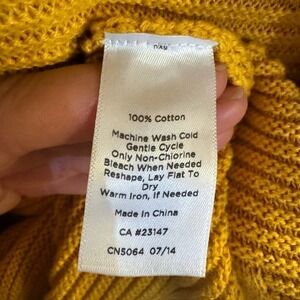 100% Cotton
Machine Wash Cold
Gentle Cycle
Only Non-Chlorine
Bleach When Needed
Reshape, Lay Flat To
Dry
Warm Iron, if Needed
Made in China
CA #23147
CN5064 07/14